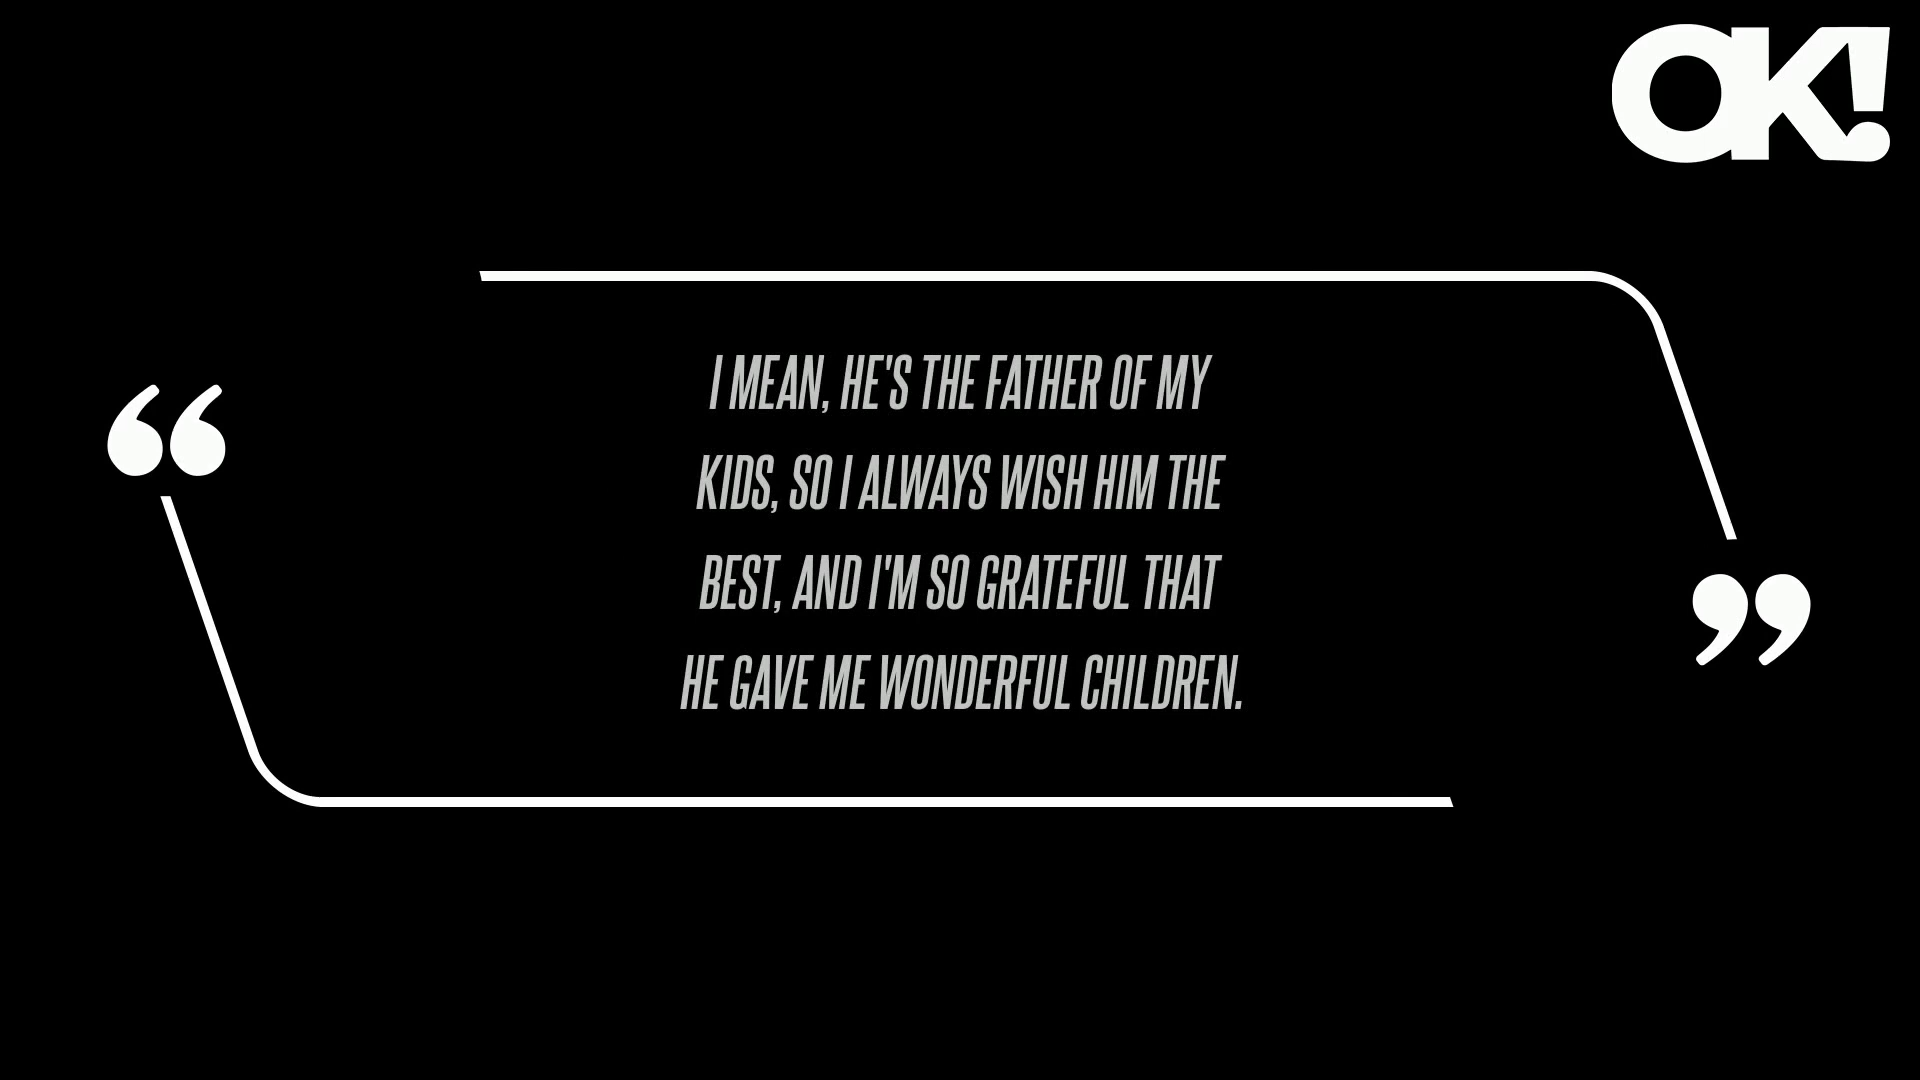 OK!
“
I MEAN, HE'S THE FATHER OF MY
KIDS, SO I ALWAYS WISH HIM THE
BEST, AND I'M SO GRATEFUL THAT
HE GAVE ME WONDERFUL CHILDREN.
”